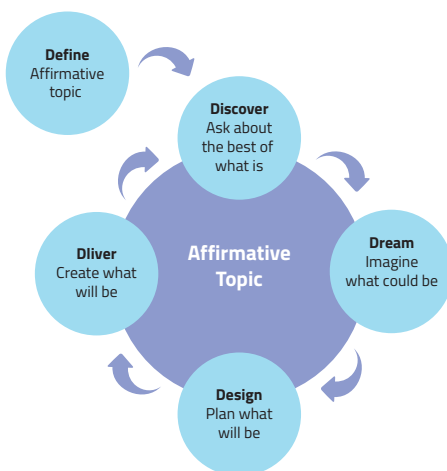 Define
Affirmative
topic
Discover
Ask about
the best of
what is
Dream
Imagine
what could be
Design
Plan what
will be
Dliver
Create what
will be
Affirmative
Topic